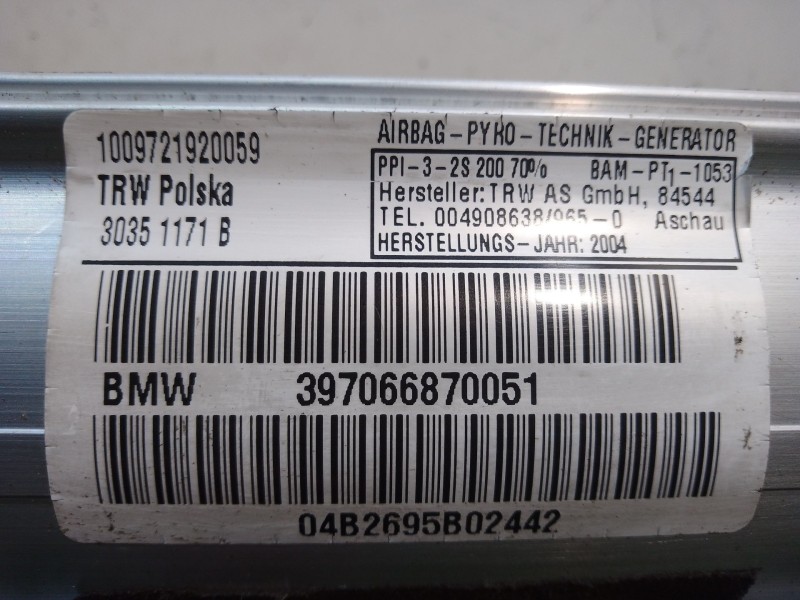 1009721920059
TRW Polska
3035 1171 B
AIRBAG-PYRO-TECHNIK-GENERATOR
PPI-3-2S 200 70% BAM-PT1-1053
Hersteller: TRW AS GmbH, 84544
TEL. 004908638/965-0 Aschau
HERSTELLUNGS-JAHR: 2004
BMW 397066870051
04B2695B02442